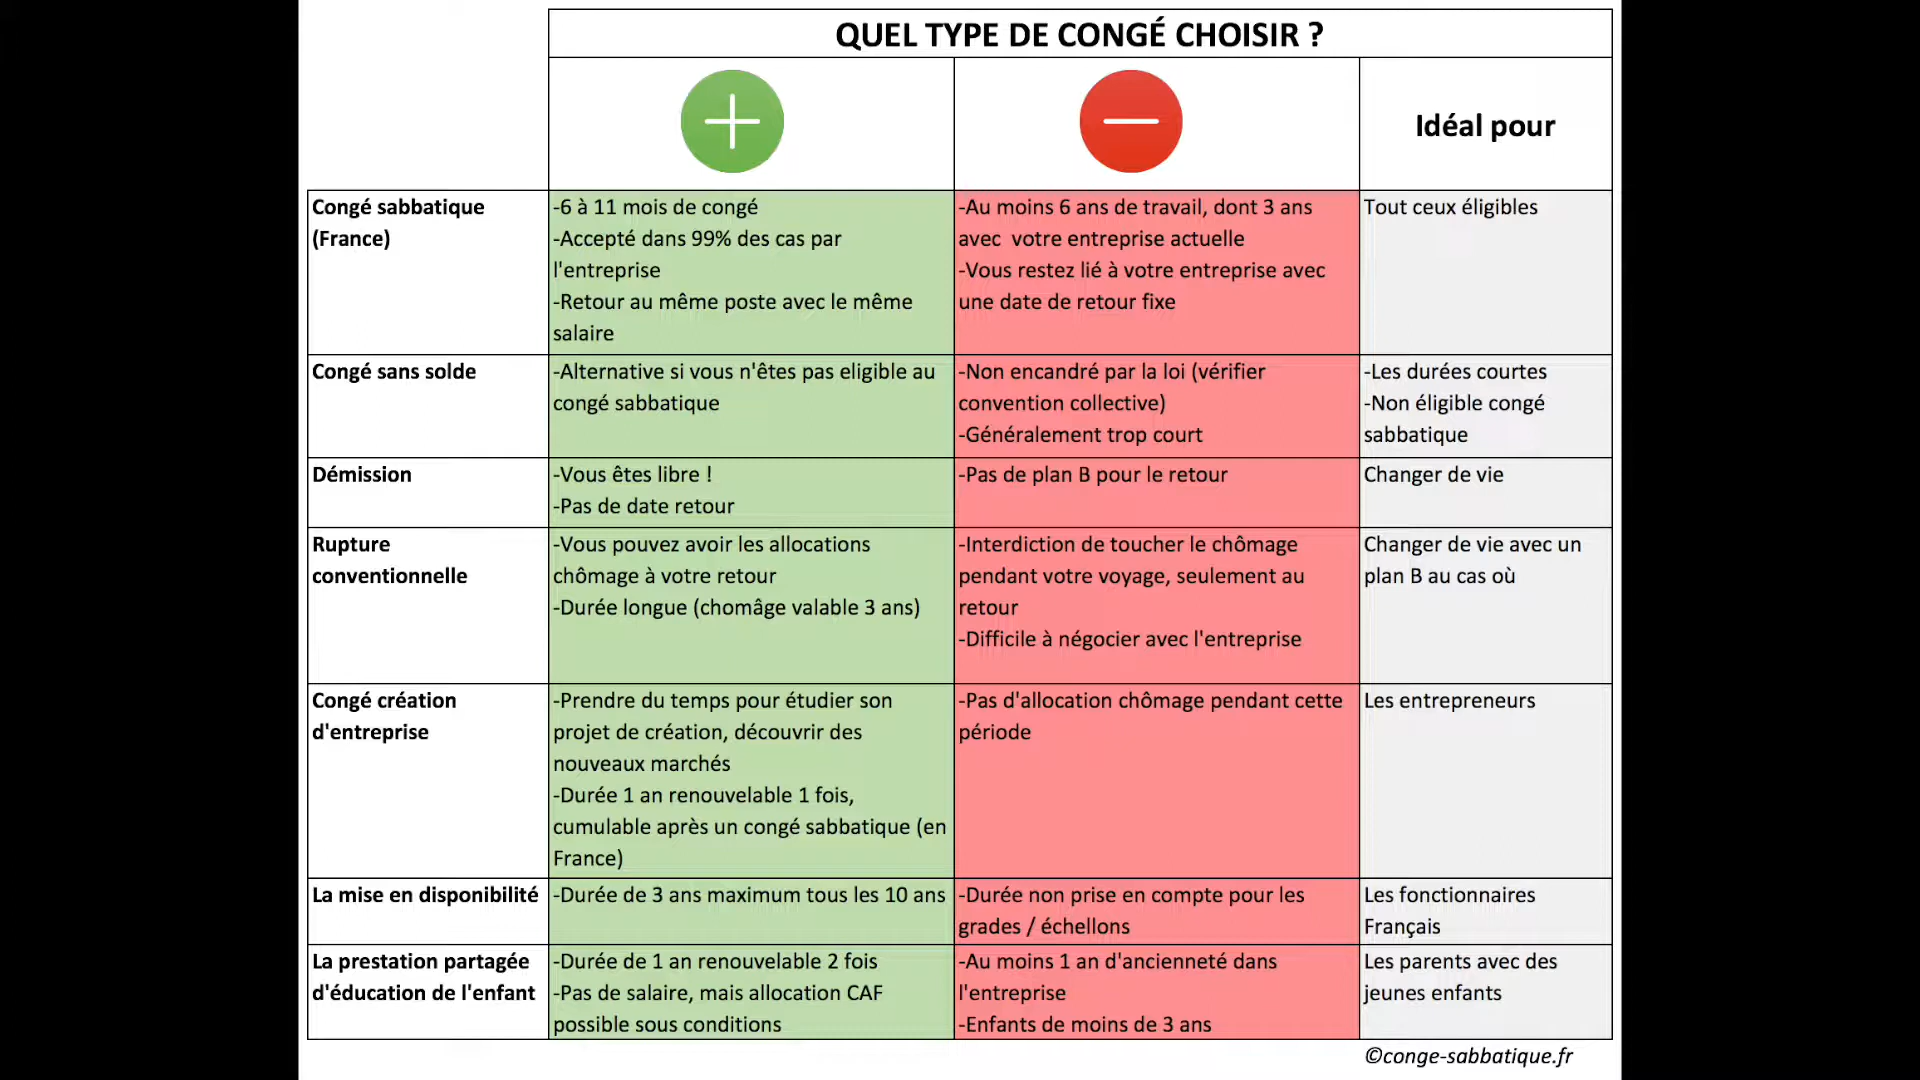 QUEL TYPE DE CONGÉ CHOISIR ?
Idéal pour
Congé sabbatique
(France)
-6 à 11 mois de congé
-Accepté dans 99% des cas par
l'entreprise
-Retour au même poste avec le même
salaire
-Au moins 6 ans de travail, dont 3 ans
avec votre entreprise actuelle
-Vous restez lié à votre entreprise avec
une date de retour fixe
Tout ceux éligibles
Congé sans solde
-Alternative si vous n'êtes pas eligible au
congé sabbatique
-Non encandré par la loi (vérifier
convention collective)
-Généralement trop court
-Les durées courtes
-Non éligible congé
sabbatique
Démission
-Vous êtes libre !
-Pas de date retour
-Pas de plan B pour le retour
Changer de vie
Rupture
conventionnelle
-Vous pouvez avoir les allocations
chômage à votre retour
-Durée longue (chomâge valable 3 ans)
-Interdiction de toucher le chômage
pendant votre voyage, seulement au
retour
-Difficile à négocier avec l'entreprise
Changer de vie avec un
plan B au cas où
Congé création
d'entreprise
-Prendre du temps pour étudier son
projet de création, découvrir des
nouveaux marchés
-Durée 1 an renouvelable 1 fois,
cumulable après un congé sabbatique (en
France)
-Pas d'allocation chômage pendant cette
période
Les entrepreneurs
La mise en disponibilité
-Durée de 3 ans maximum tous les 10 ans
-Durée non prise en compte pour les
grades / échellons
Les fonctionnaires
Français
La prestation partagée
d'éducation de l'enfant
-Durée de 1 an renouvelable 2 fois
-Pas de salaire, mais allocation CAF
possible sous conditions
-Au moins 1 an d'ancienneté dans
l'entreprise
-Enfants de moins de 3 ans
Les parents avec des
jeunes enfants
©conge-sabbatique.fr